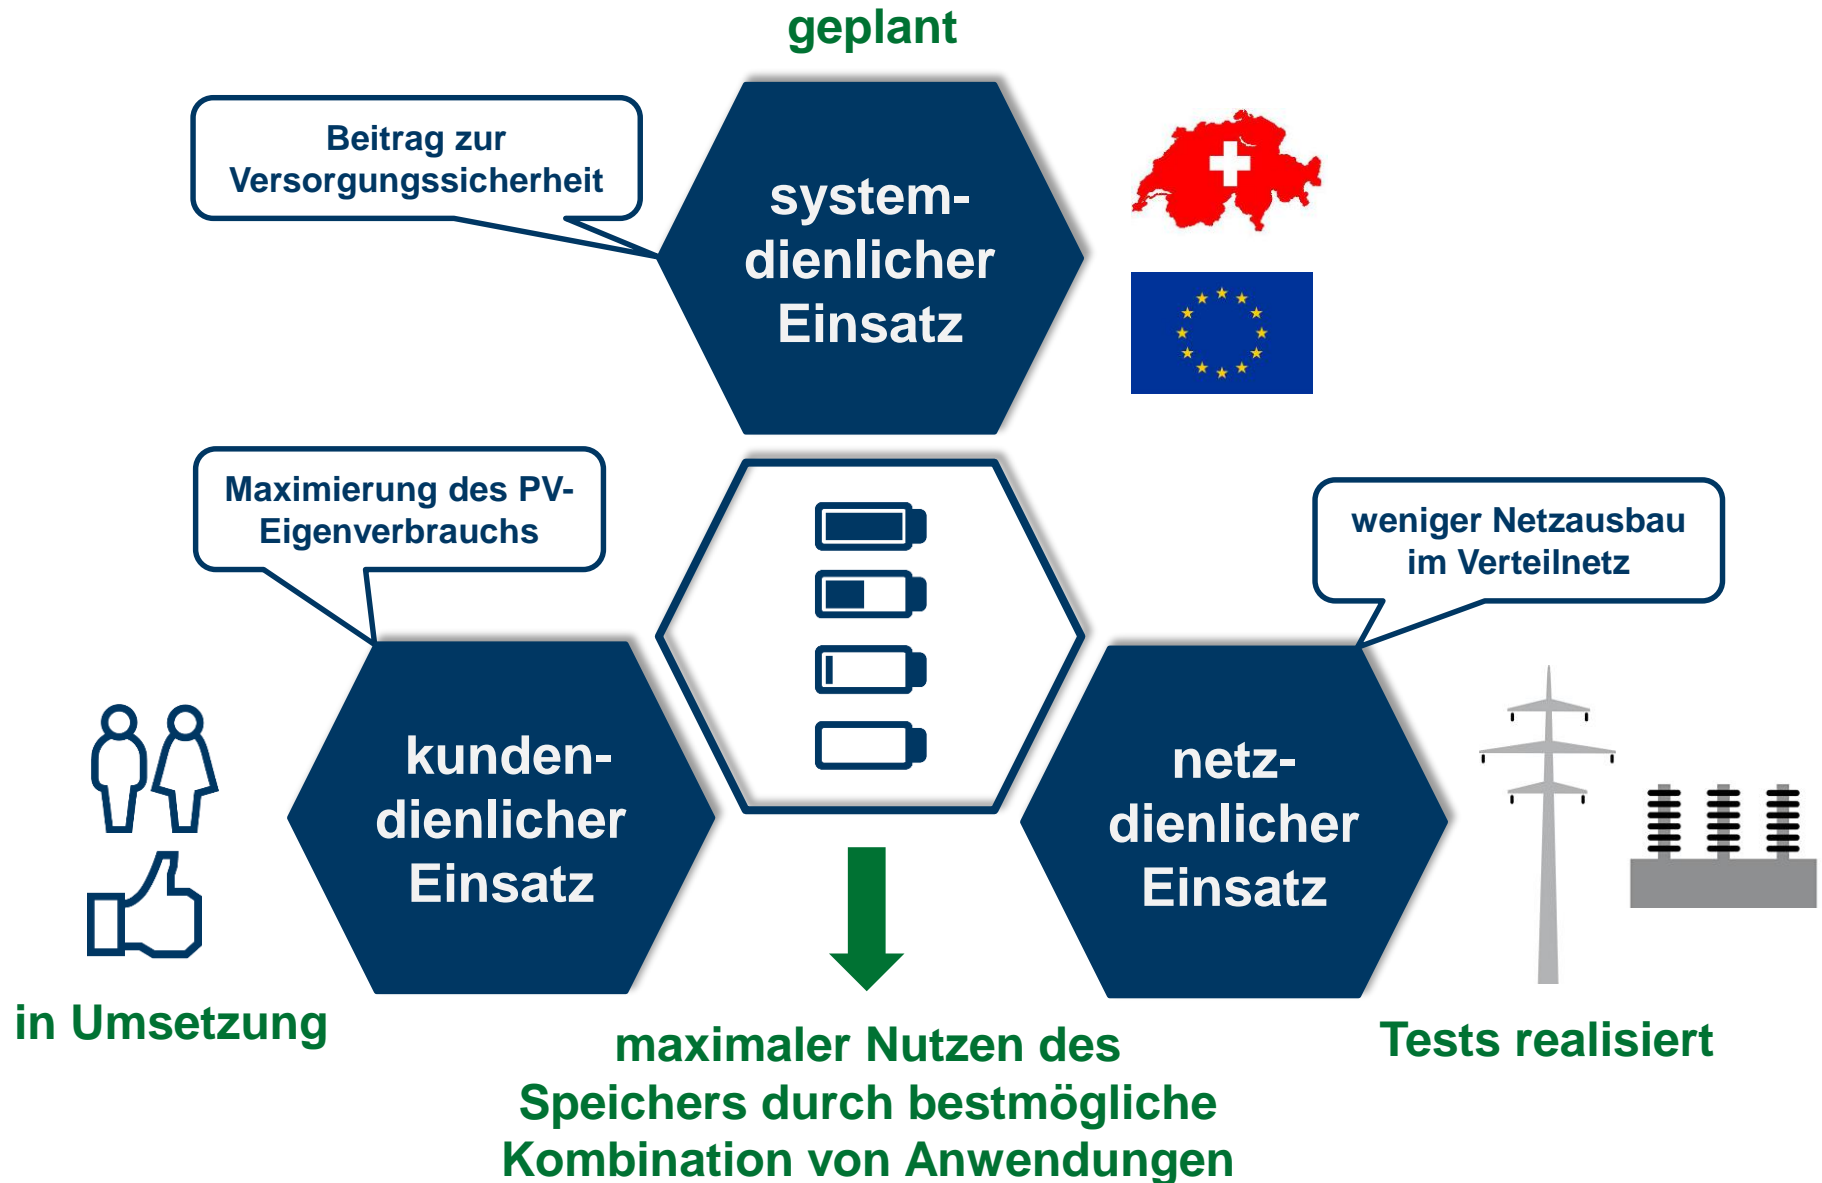 geplant
Beitrag zur
Versorgungssicherheit
system-
dienlicher
Einsatz
Maximierung des PV-
Eigenverbrauchs
weniger Netzausbau
im Verteilnetz
kunden-
dienlicher
Einsatz
netz-
dienlicher
Einsatz
in Umsetzung
maximaler Nutzen des
Speichers durch bestmögliche
Kombination von Anwendungen
Tests realisiert